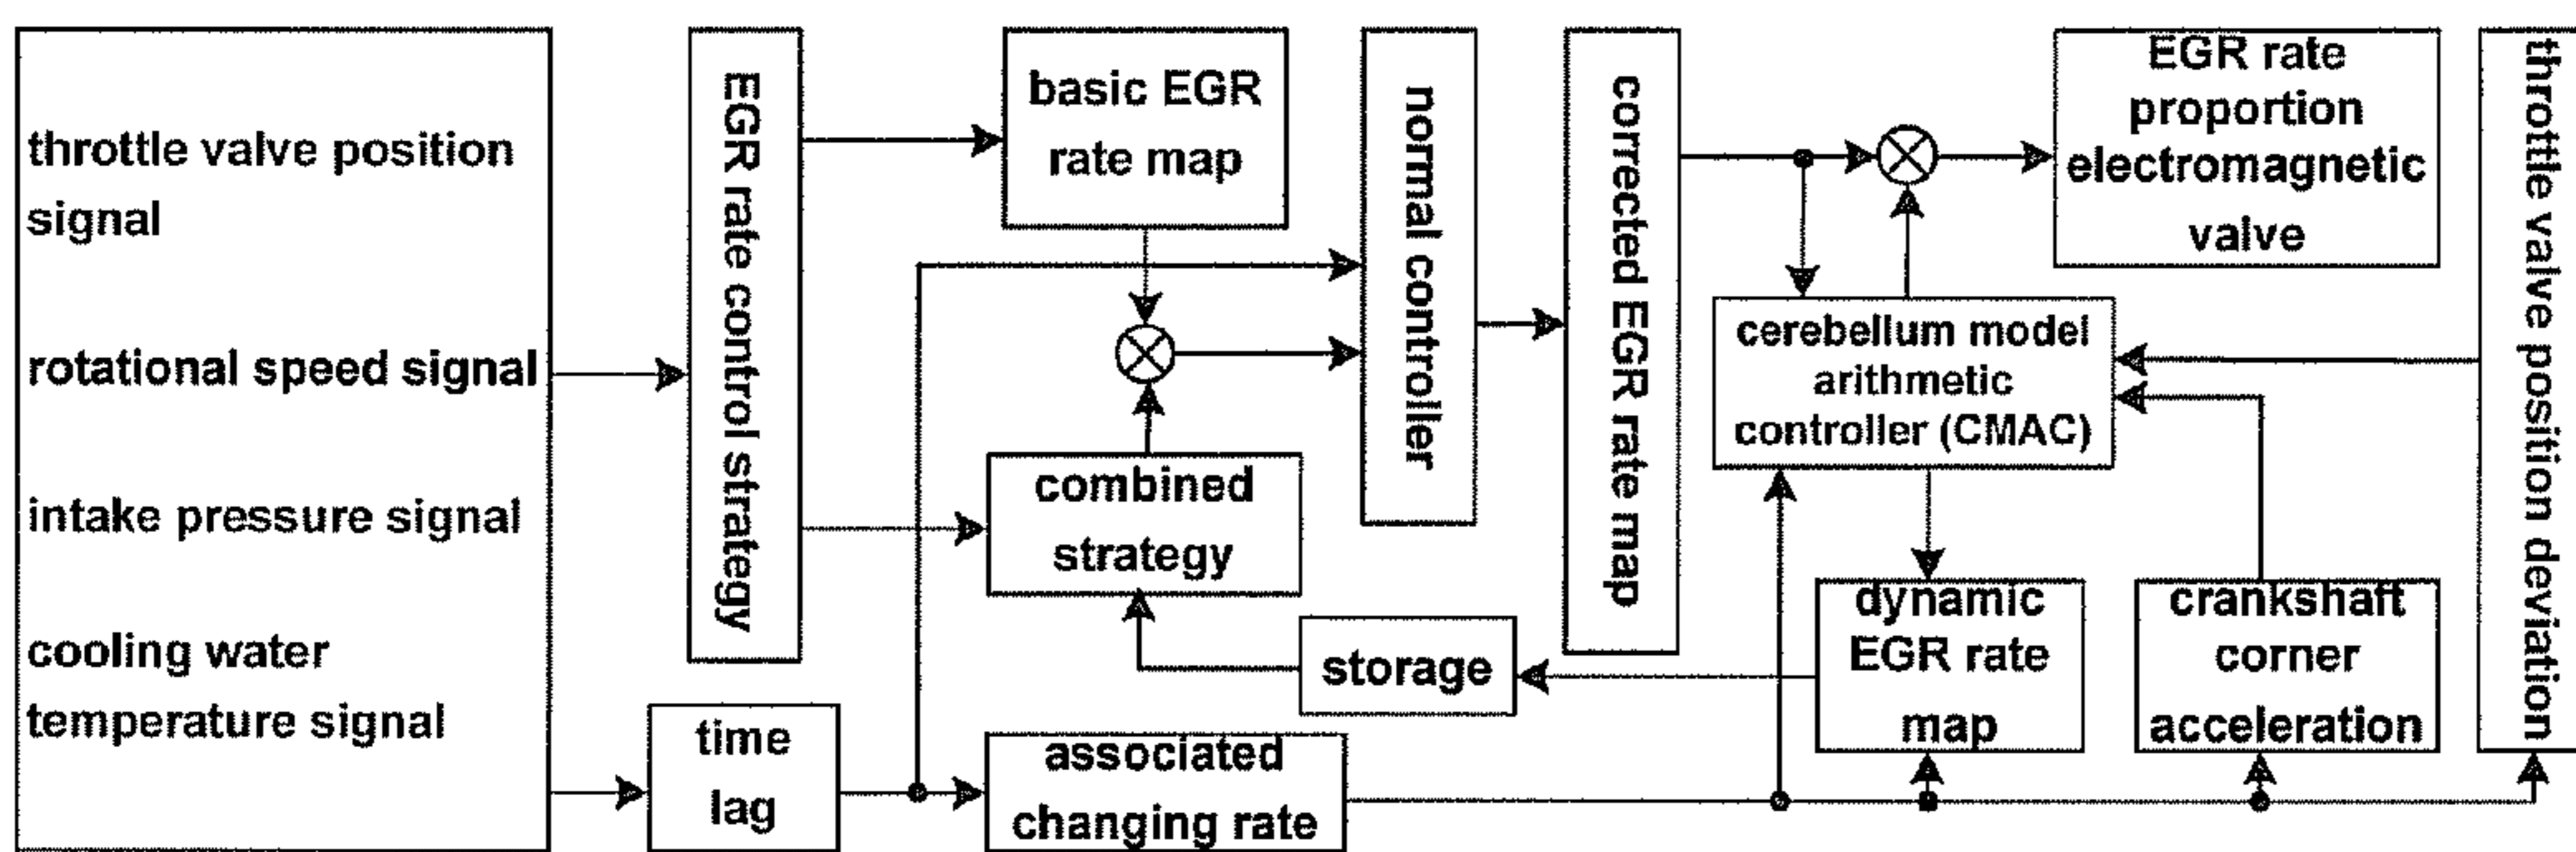 throttle valve position
signal
rotational speed signal
intake pressure signal
cooling water
temperature signal
EGR rate control strategy
time
lag
basic EGR
rate map
combined
strategy
storage
associated
changing rate
normal controller
corrected EGR rate map
EGR rate
proportion
electromagnetic
valve
cerebellum model
arithmetic
controller (CMAC)
dynamic
EGR rate
map
crankshaft
corner
acceleration
throttle valve position deviation